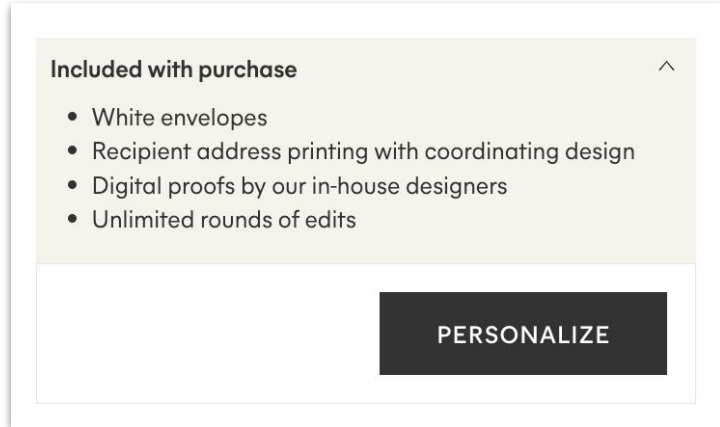 Included with purchase
White envelopes
Recipient address printing with coordinating design
Digital proofs by our in-house designers
Unlimited rounds of edits
PERSONALIZE